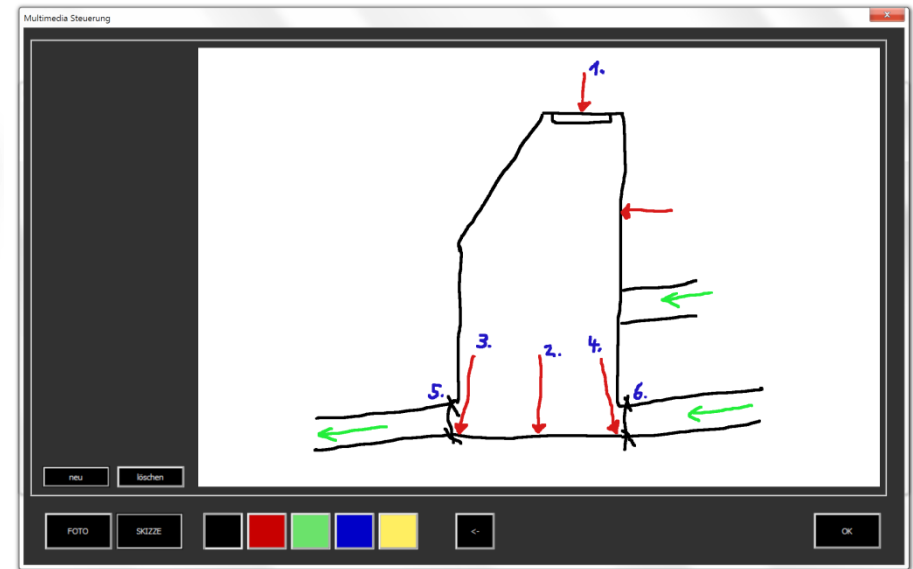 Multimedia Steuerung
x
1.
3.
2.
4.
5.
6.
neu
löschen
FOTO
SKIZZE
<-
OK